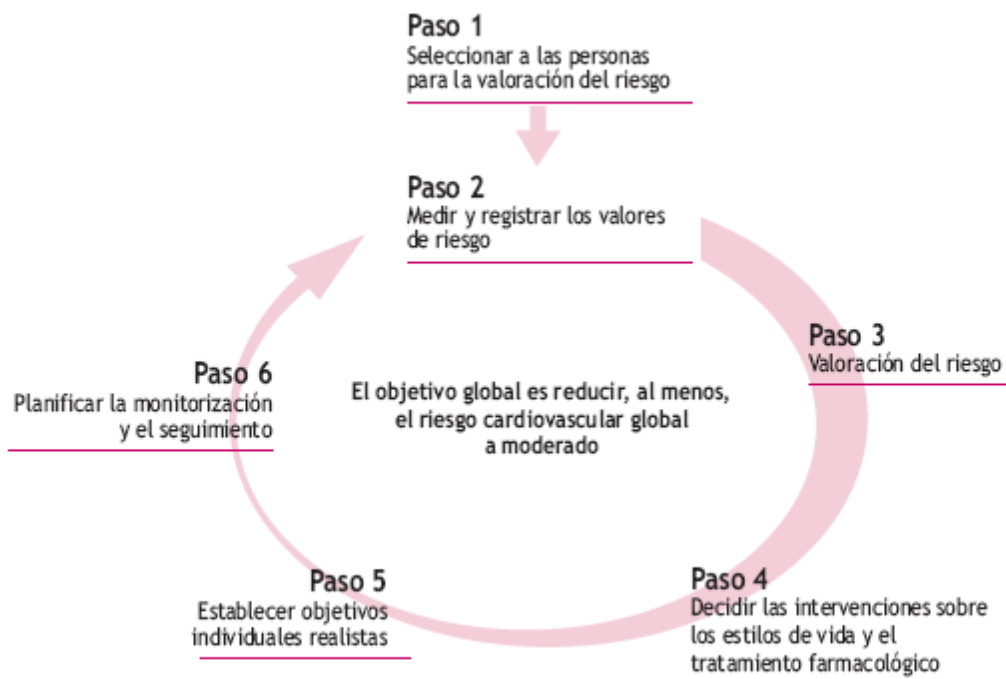 Paso 1
Seleccionar a las personas
para la valoración del riesgo
Paso 2
Medir y registrar los valores
de riesgo
Paso 3
Valoración del riesgo
El objetivo global es reducir, al menos,
el riesgo cardiovascular global
a moderado
Paso 4
Decidir las intervenciones sobre
los estilos de vida y el
tratamiento farmacológico
Paso 5
Establecer objetivos
individuales realistas
Paso 6
Planificar la monitorización
y el seguimiento